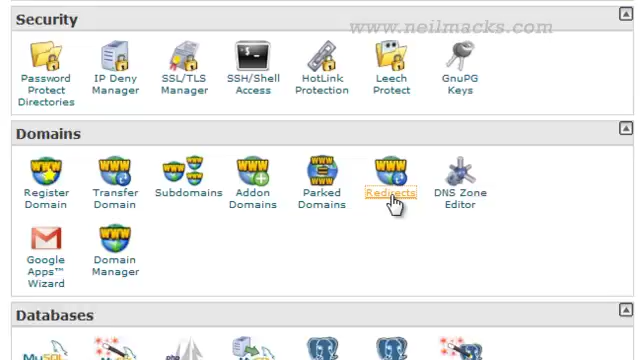 Security
www.neilmacks.com
Password
Protect
Directories
IP Deny
Manager
SSL/TLS
Manager
SSH/Shell
Access
HotLink
Protection
Leech
Protect
GnuPG
Keys
Domains
Register
Domain
Transfer
Domain
Subdomains
Addon
Domains
Parked
Domains
Redirects
DNS Zone
Editor
Google
Apps™
Wizard
Domain
Manager
Databases